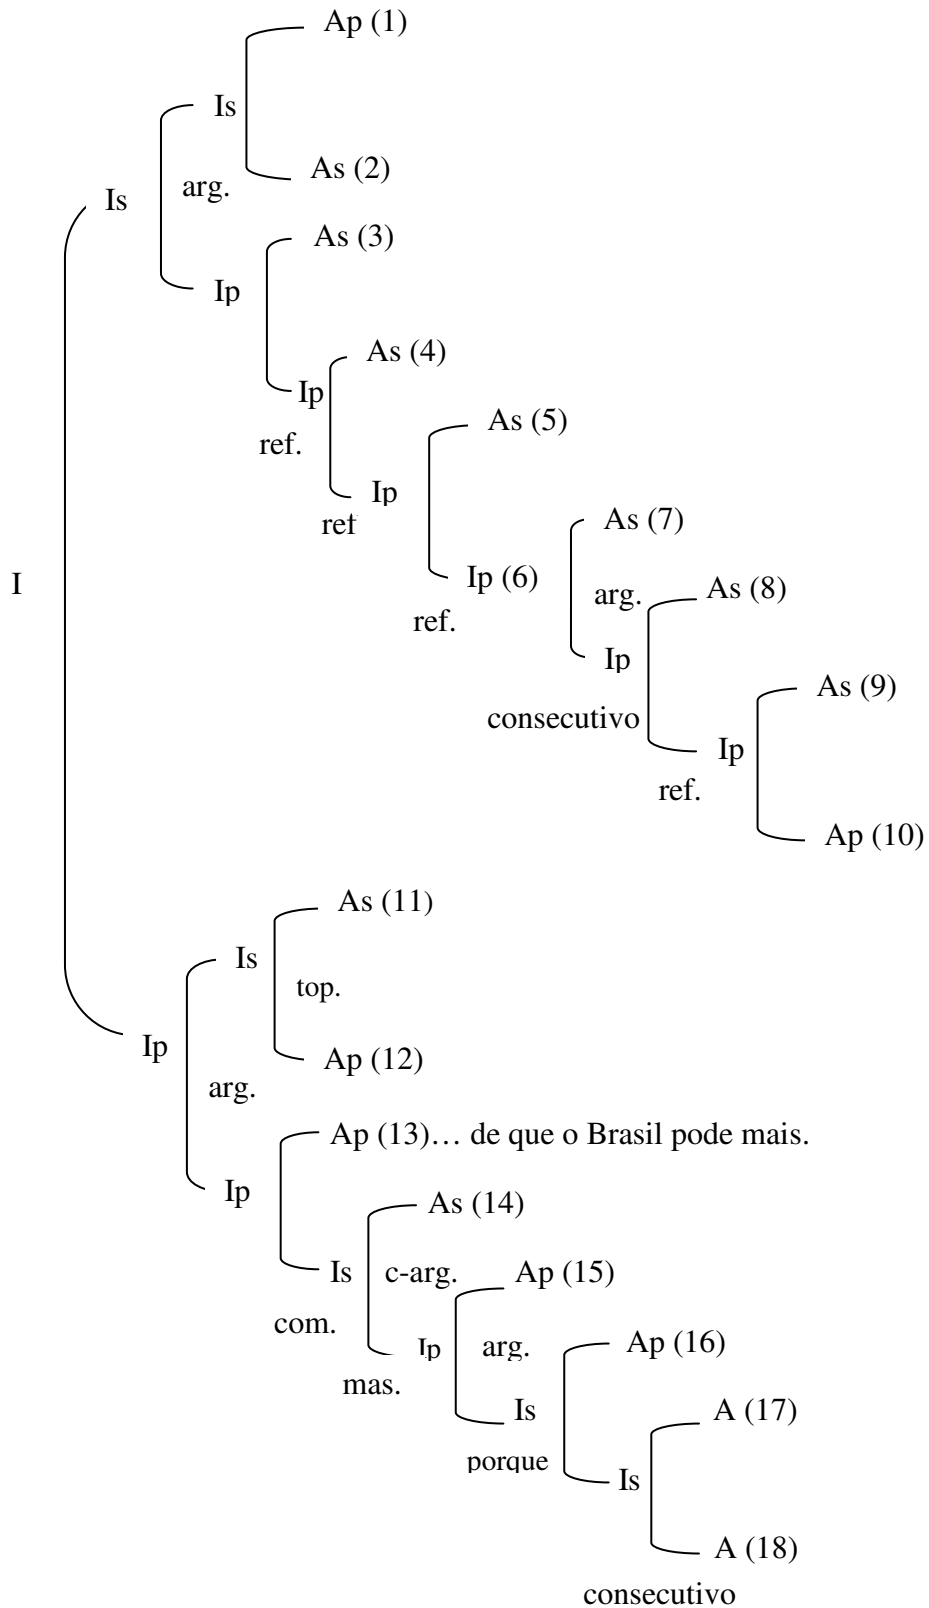 Ap (1)
Is
As (2)
arg.
Is
As (3)
Ip
As (4)
Ip
As (5)
ref.
Ip
As (7)
ret
I
Ip (6)
As (8)
arg.
ref.
Ip
As (9)
consecutivo
Ip
ref.
Ap (10)
As (11)
Is
top.
Ip
Ap (12)
arg.
Ap (13)... de que o Brasil pode mais.
Ip
As (14)
Is
c-arg.
Ap (15)
com.
Ip
arg.
Ap (16)
mas.
Is
A (17)
porque
Is
A (18)
consecutivo